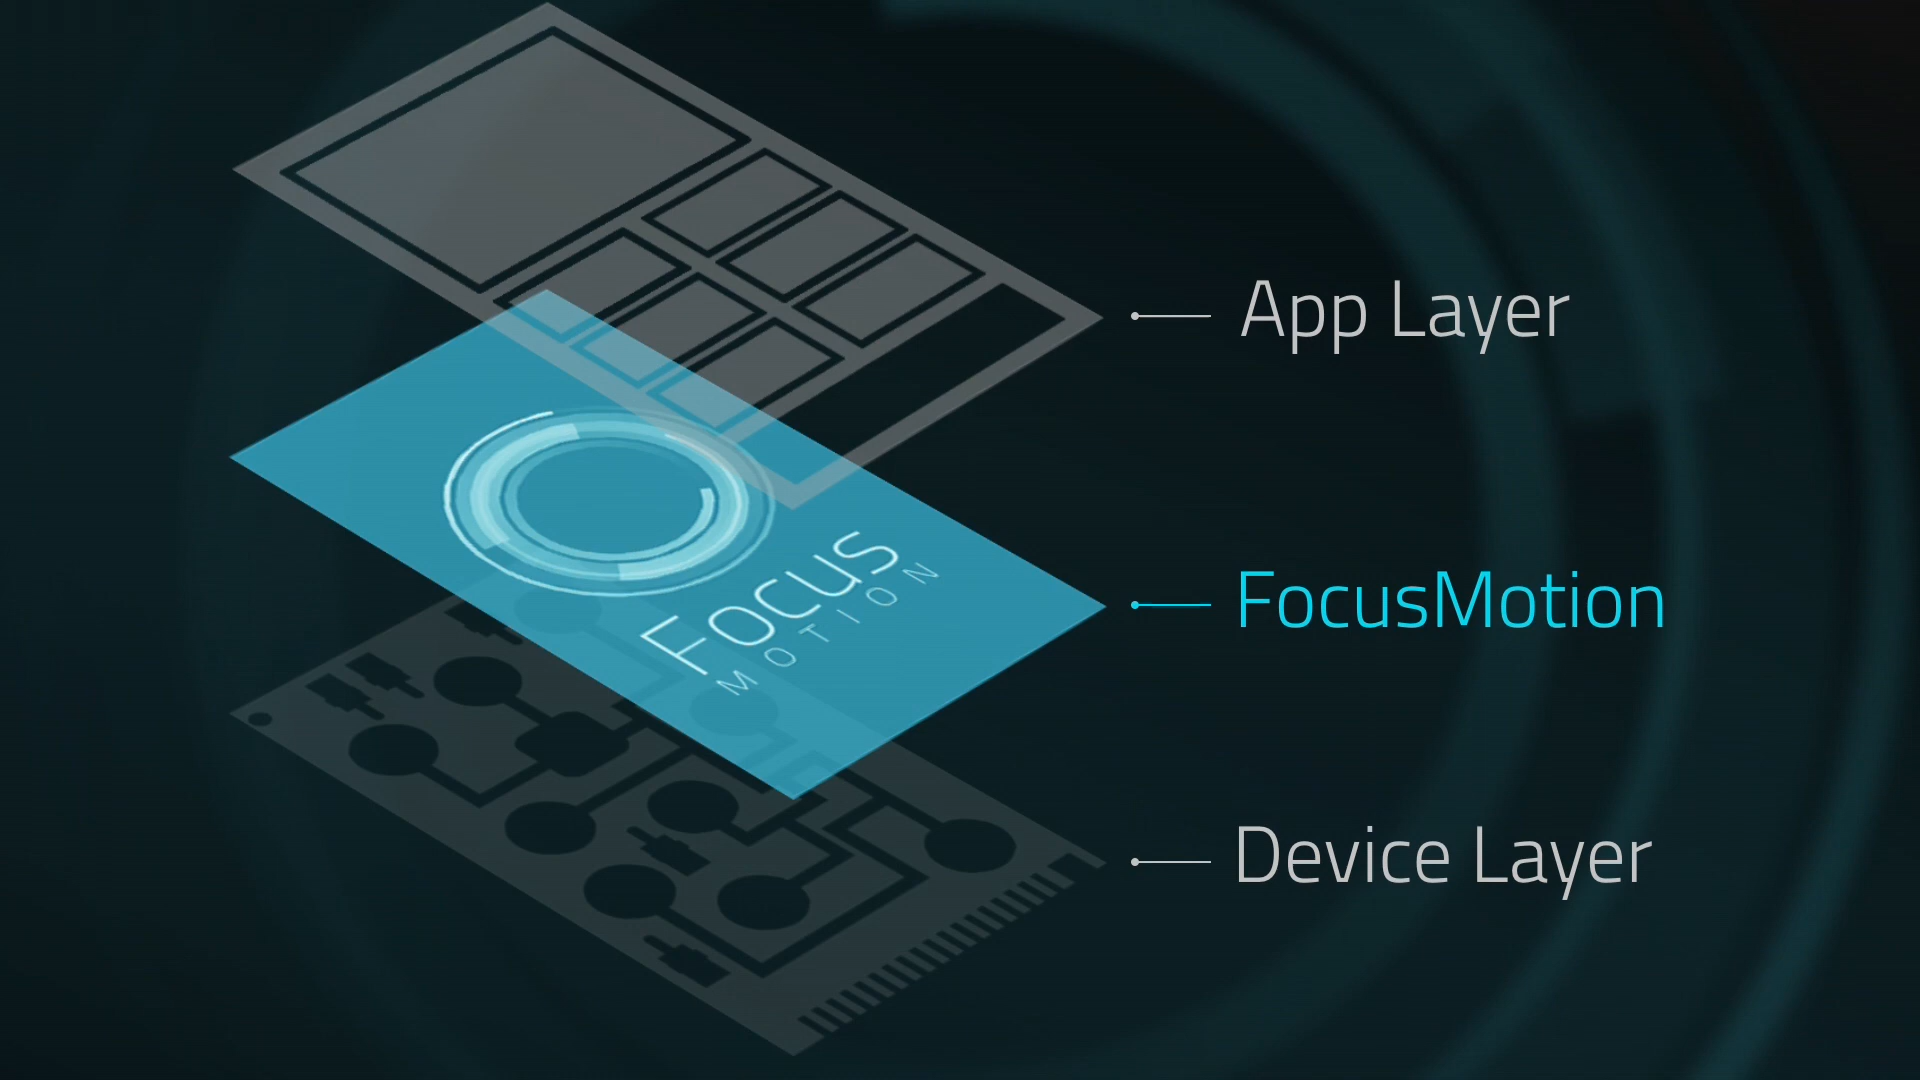 App Layer
FOCUS
MOTION
FocusMotion
Device Layer